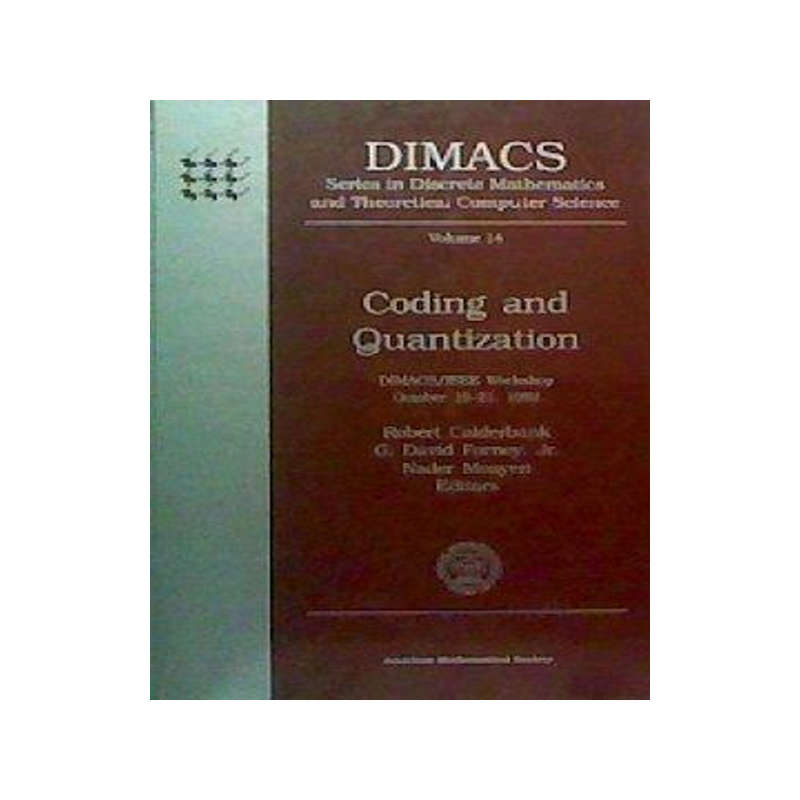 DIMACS
Series in Discrete Mathematics
and Theoretical Computer Science
Volume 14
Coding and
Quantization
DIMACS/IEEE Workshop
October 19-21, 1992
Robert Calderbank
G. David Forney, Jr.
Nader Moayeri
Editors
American Mathematical Society